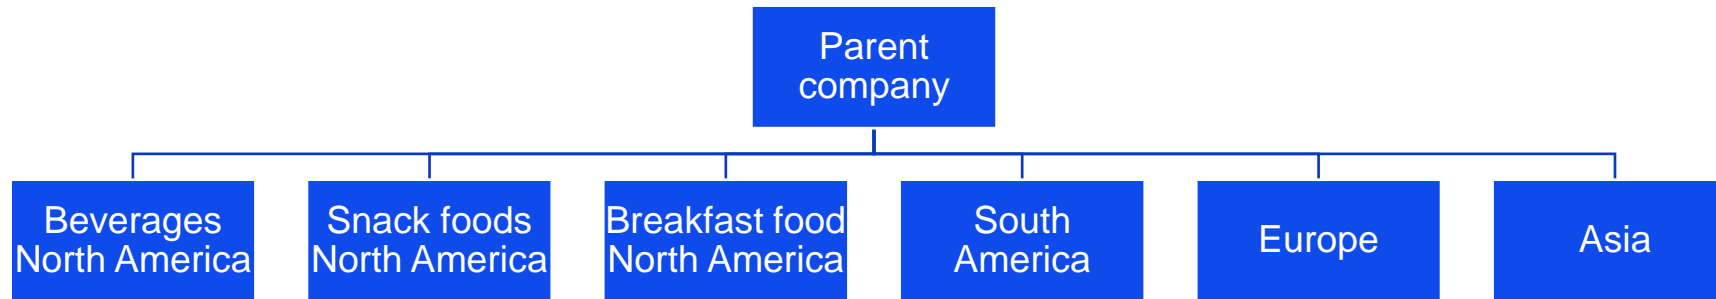 Parent
company
Beverages
North America
Snack foods
North America
Breakfast food
North America
South
America
Europe
Asia